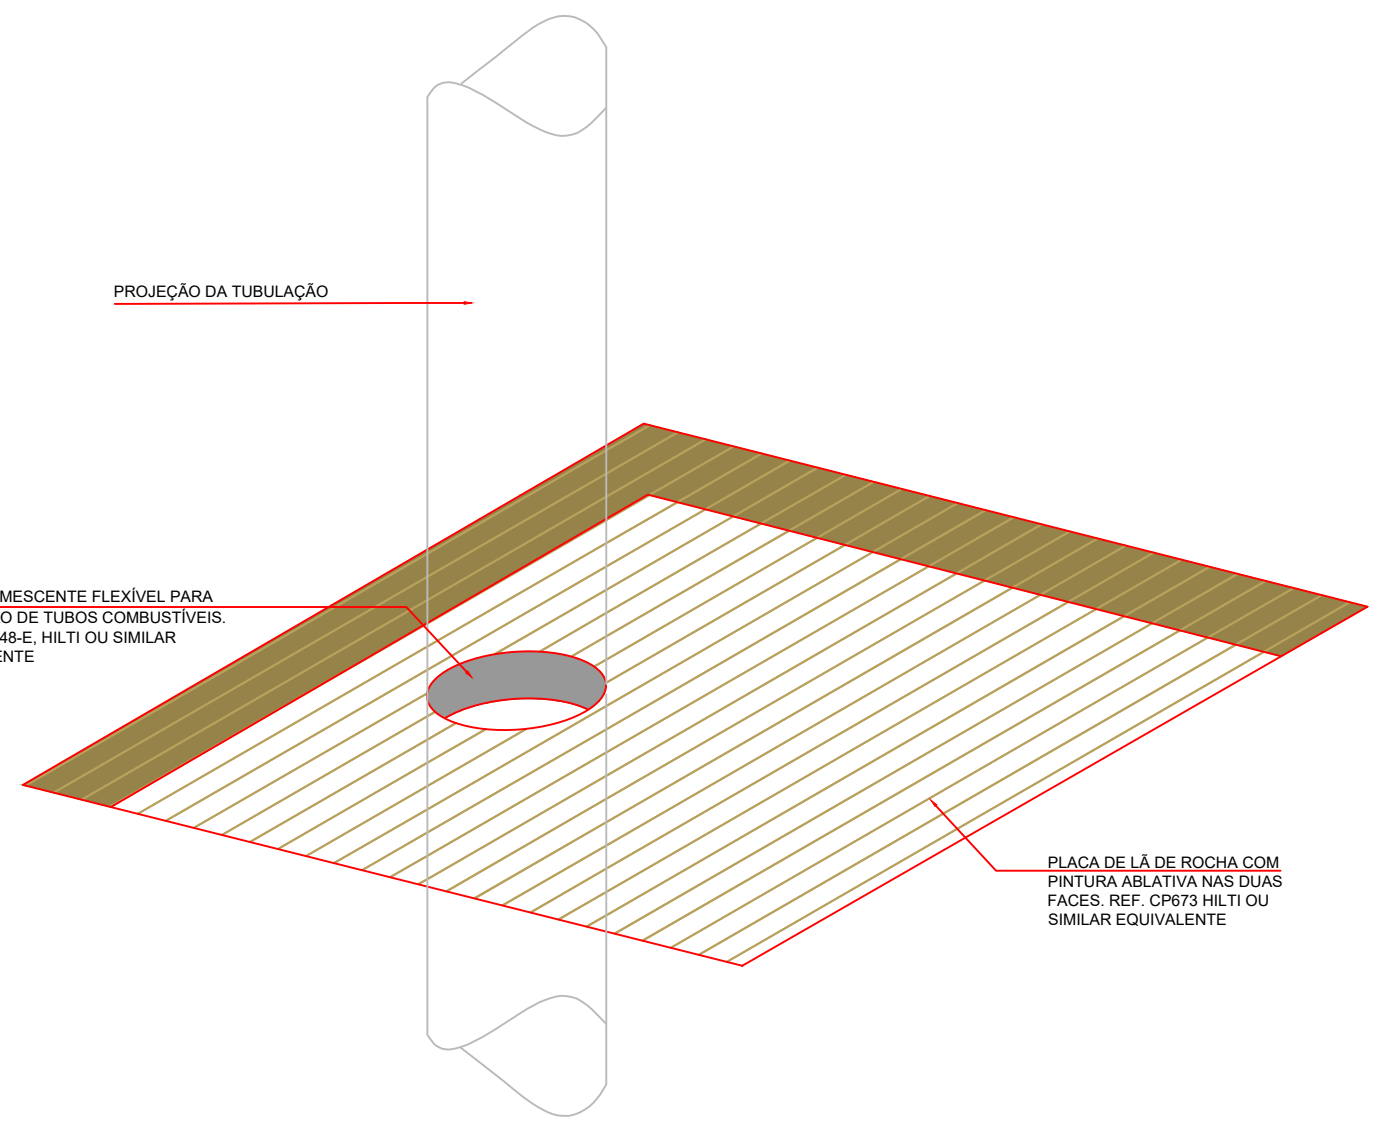 PROJEÇÃO DA TUBULAÇÃO
MESCENTE FLEXÍVEL PARA
O DE TUBOS COMBUSTÍVEIS.
48-E, HILTI OU SIMILAR
ENTE
PLACA DE LÃ DE ROCHA COM
PINTURA ABLATIVA NAS DUAS
FACES. REF. CP673 HILTI OU
SIMILAR EQUIVALENTE